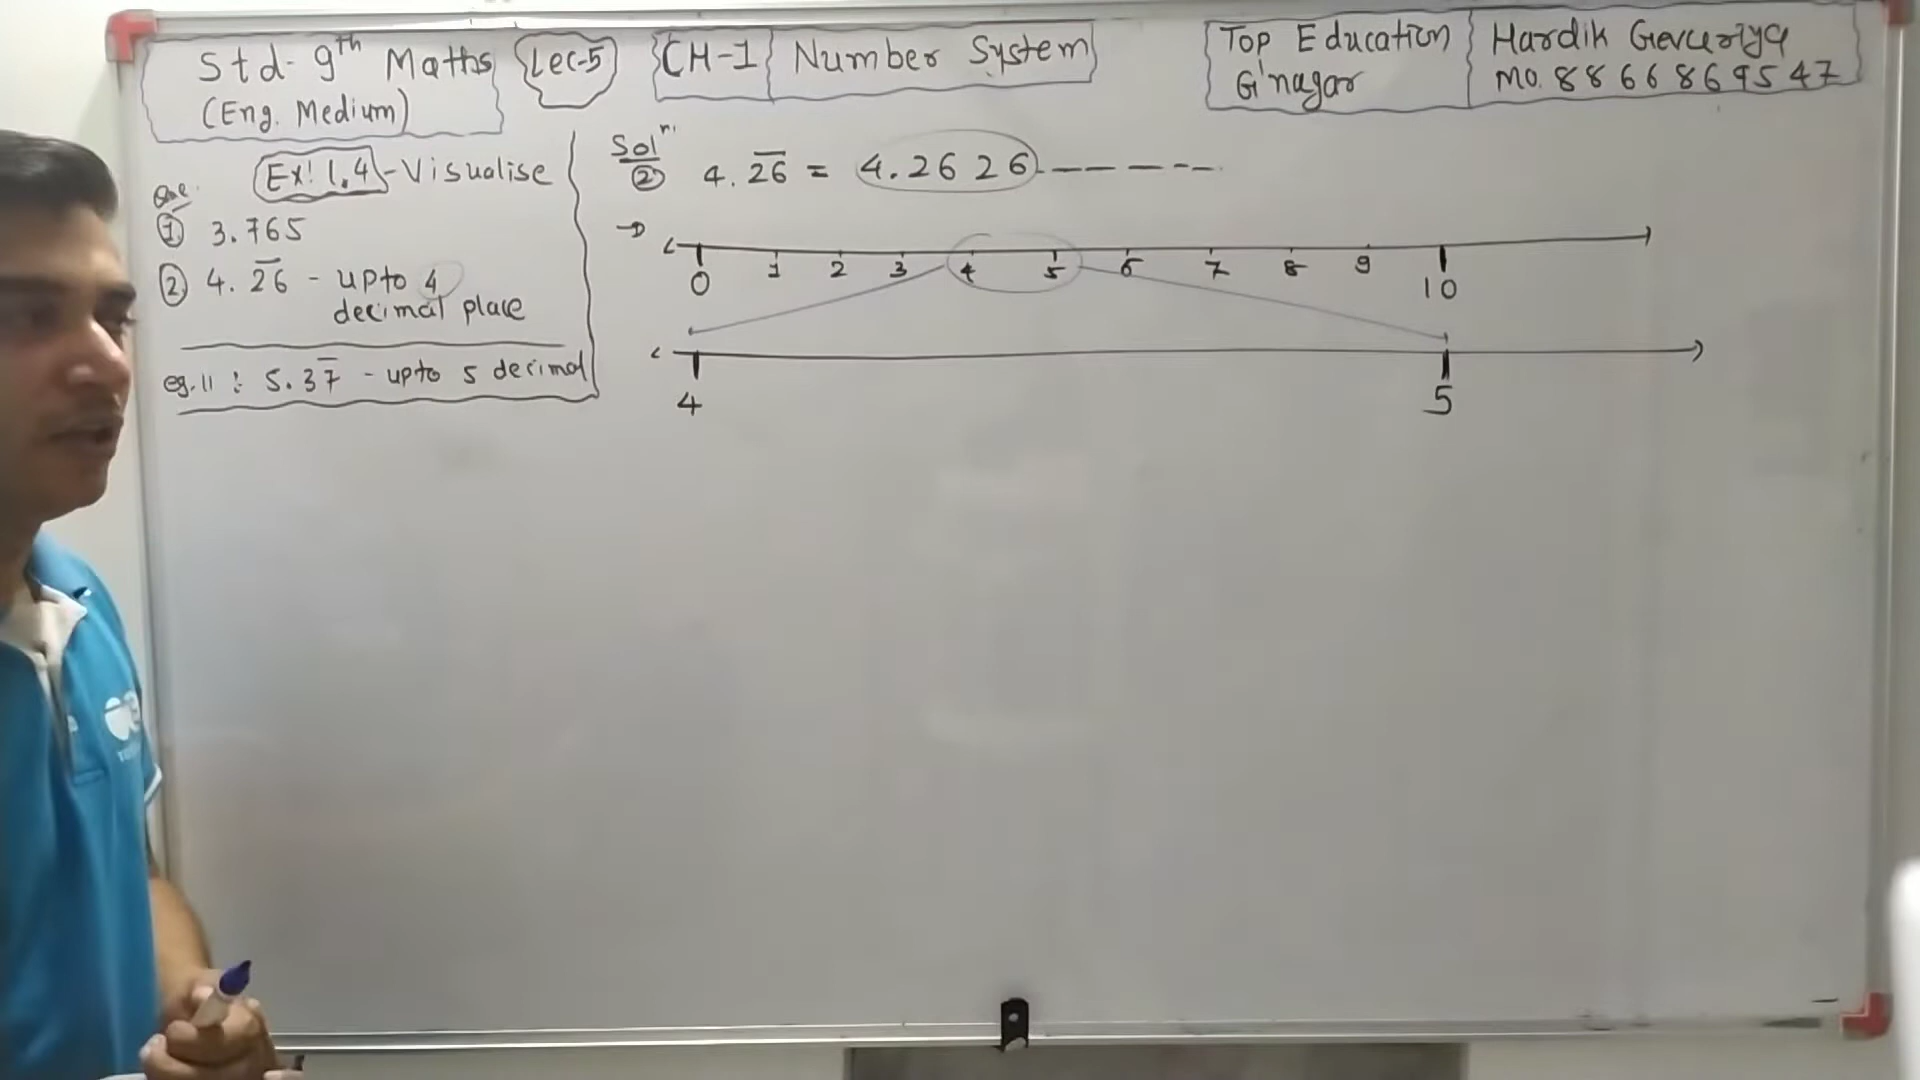 Std- 9th Maths
(Eng. Medium)
Lec-5
CH-1
Number System
Top Education
G'nagar
Hardik Gevariya
Mo. 8866869547
Ex: 1.4 - Visualise
Que.
① 3.765
② 4.2̅6̅ - upto 4
decimal place
eg. 11 : 5.37̅ - upto 5 decimal
Soln.
② 4.2̅6̅ = 4.2626------
0 1 2 3 4 5 6 7 8 9 10
4 5